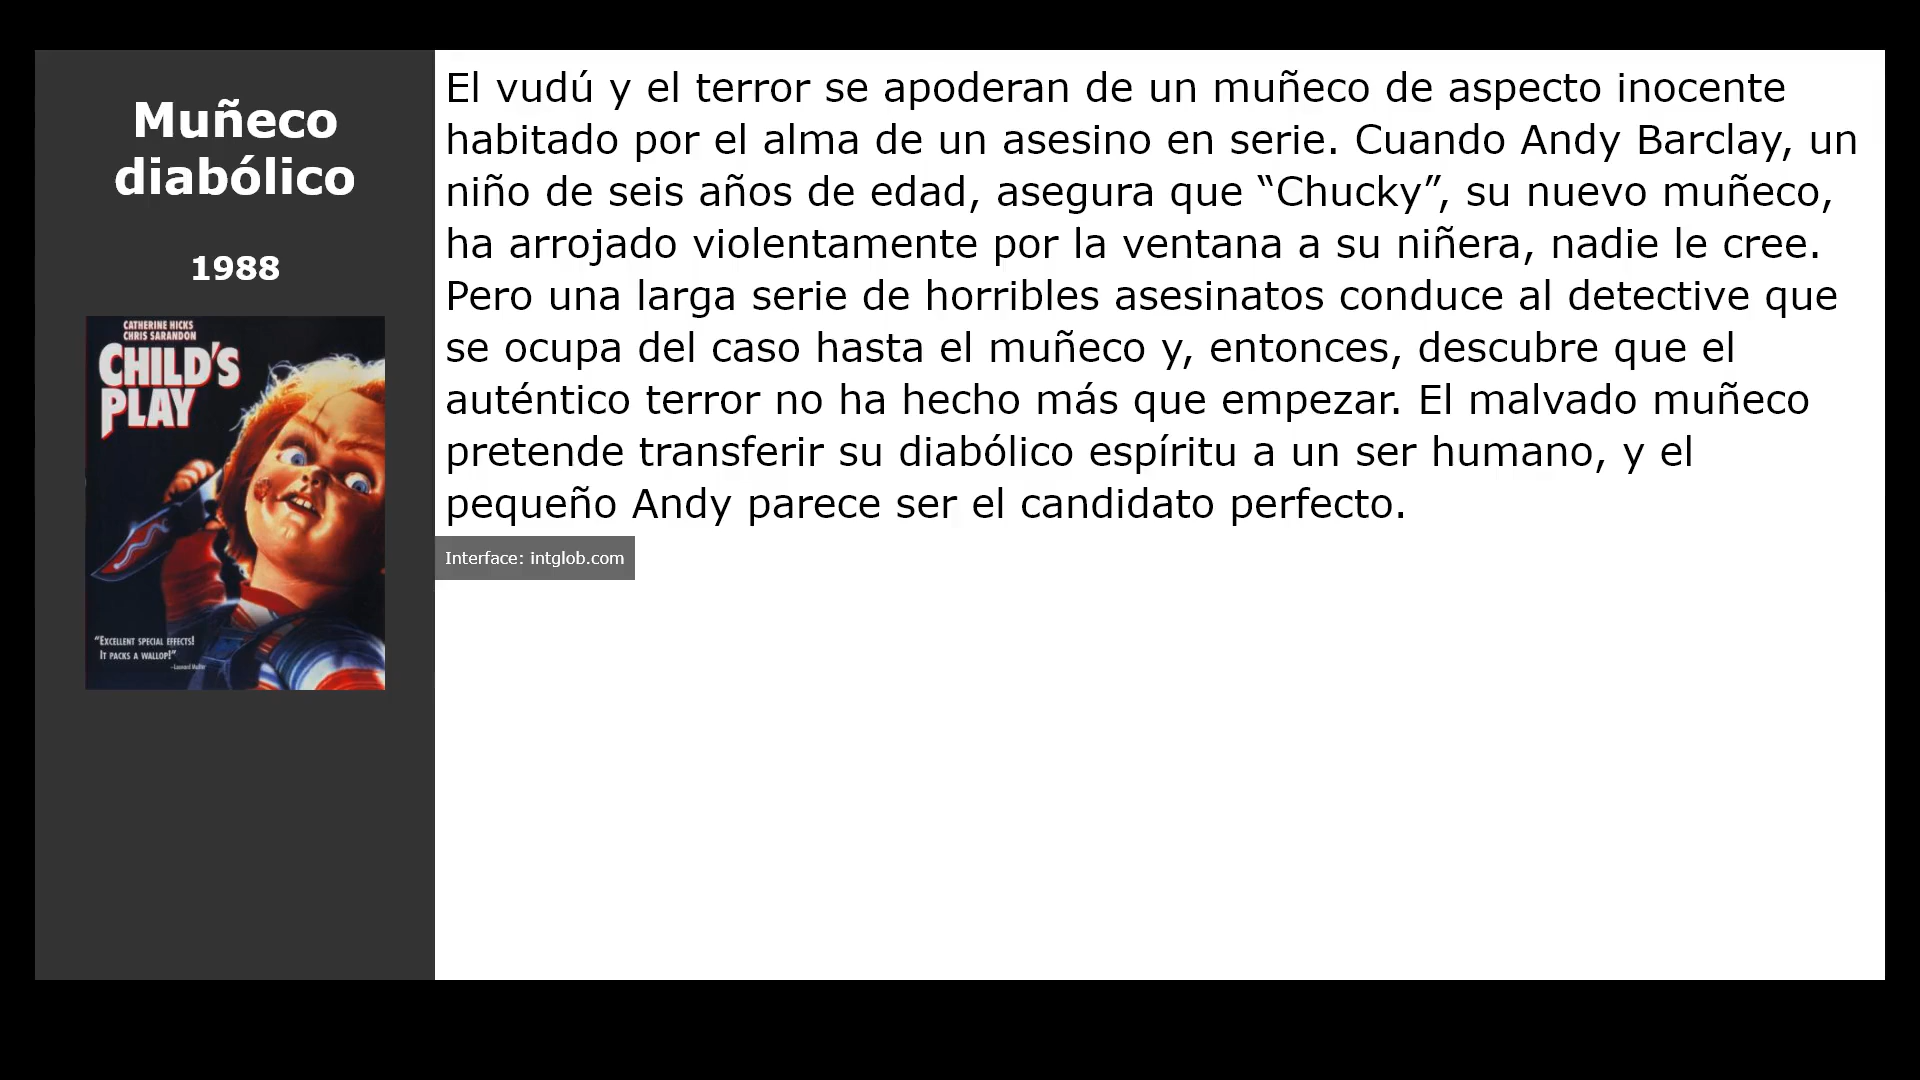 Muñeco
diabólico
1988
CATHERINE HICKS
CHRIS SARANDON
CHILD'S
PLAY
"EXCELLENT SPECIAL EFFECTS!
IT PACKS A WALLOP!"
-Leonard Maltin
El vudú y el terror se apoderan de un muñeco de aspecto inocente
habitado por el alma de un asesino en serie. Cuando Andy Barclay, un
niño de seis años de edad, asegura que “Chucky”, su nuevo muñeco,
ha arrojado violentamente por la ventana a su niñera, nadie le cree.
Pero una larga serie de horribles asesinatos conduce al detective que
se ocupa del caso hasta el muñeco y, entonces, descubre que el
auténtico terror no ha hecho más que empezar. El malvado muñeco
pretende transferir su diabólico espíritu a un ser humano, y el
pequeño Andy parece ser el candidato perfecto.
Interface: intglob.com